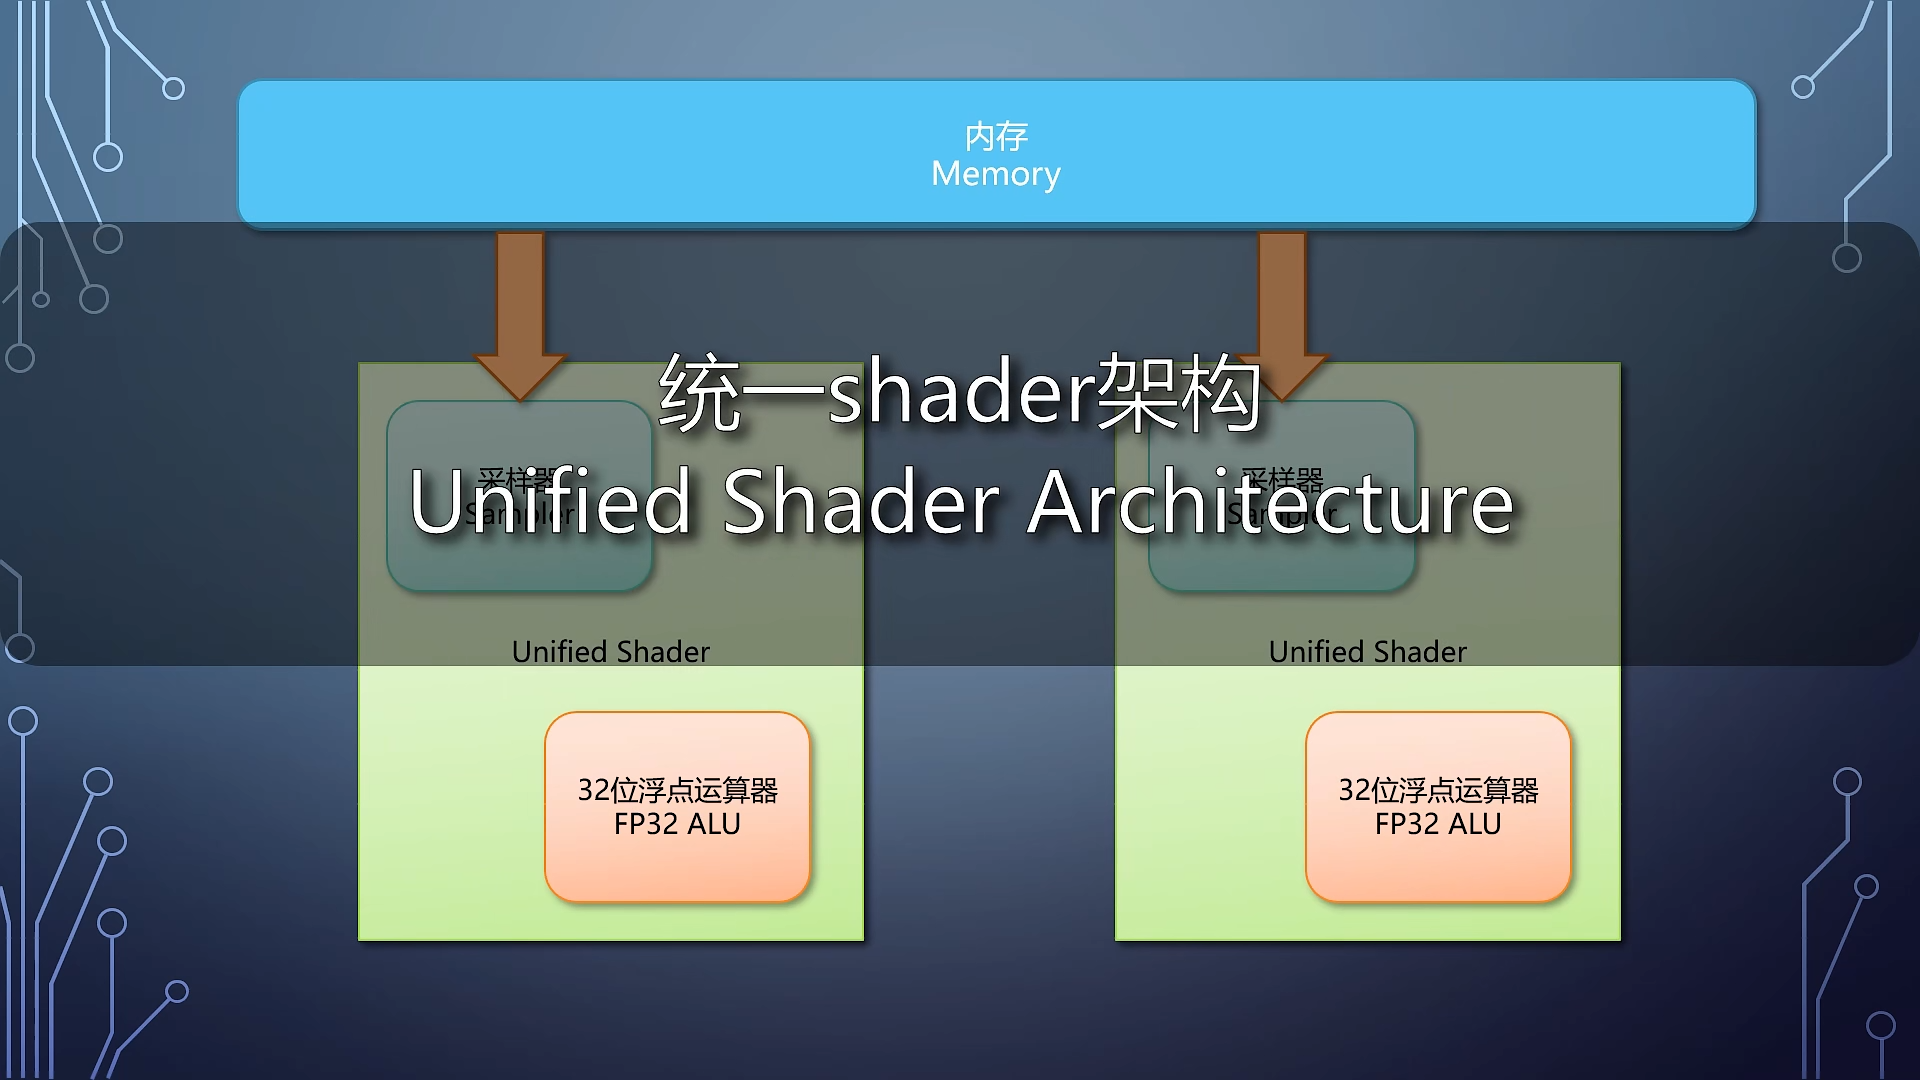 内存
Memory
统一shader架构
Unified Shader Architecture
采样器
Sampler
采样器
Sampler
Unified Shader
Unified Shader
32位浮点运算器
FP32 ALU
32位浮点运算器
FP32 ALU